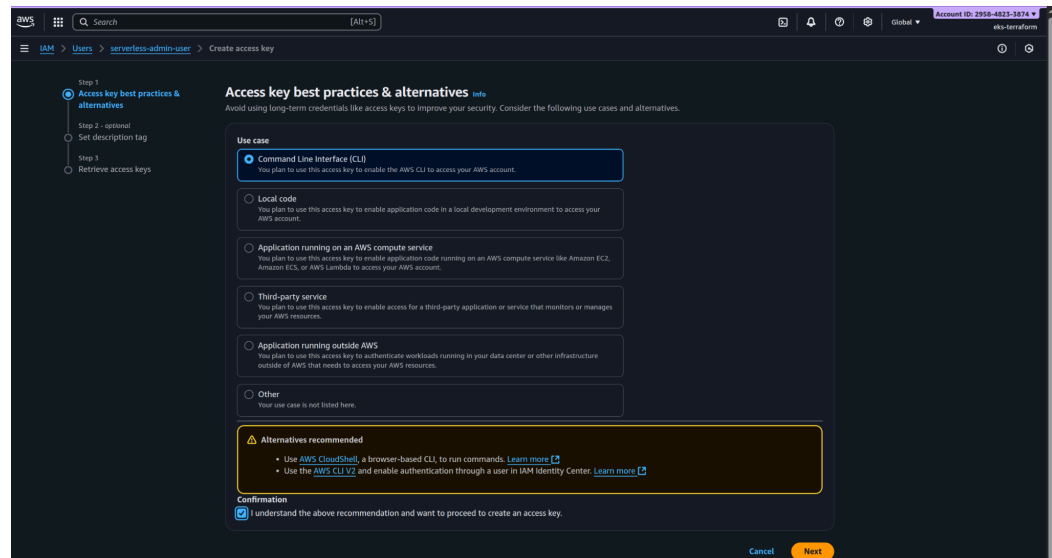 aws
Search
[Alt+S]
Global
Account ID: 2958-4823-3874
eks-terraform
IAM > Users > serverless-admin-user > Create access key
Step 1
Access key best practices &
alternatives
Step 2 - optional
Set description tag
Step 3
Retrieve access keys
Access key best practices & alternatives Info
Avoid using long-term credentials like access keys to improve your security. Consider the following use cases and alternatives.
Use case
Command Line Interface (CLI)
You plan to use this access key to enable the AWS CLI to access your AWS account.
Local code
You plan to use this access key to enable application code in a local development environment to access your
AWS account.
Application running on an AWS compute service
You plan to use this access key to enable application code running on an AWS compute service like Amazon EC2,
Amazon ECS, or AWS Lambda to access your AWS account.
Third-party service
You plan to use this access key to enable access for a third-party application or service that monitors or manages
your AWS resources.
Application running outside AWS
You plan to use this access key to authenticate workloads running in your data center or other infrastructure
outside of AWS that needs to access your AWS resources.
Other
Your use case is not listed here.
Alternatives recommended
• Use AWS CloudShell, a browser-based CLI, to run commands. Learn more
• Use the AWS CLI V2 and enable authentication through a user in IAM Identity Center. Learn more
Confirmation
I understand the above recommendation and want to proceed to create an access key.
Cancel
Next